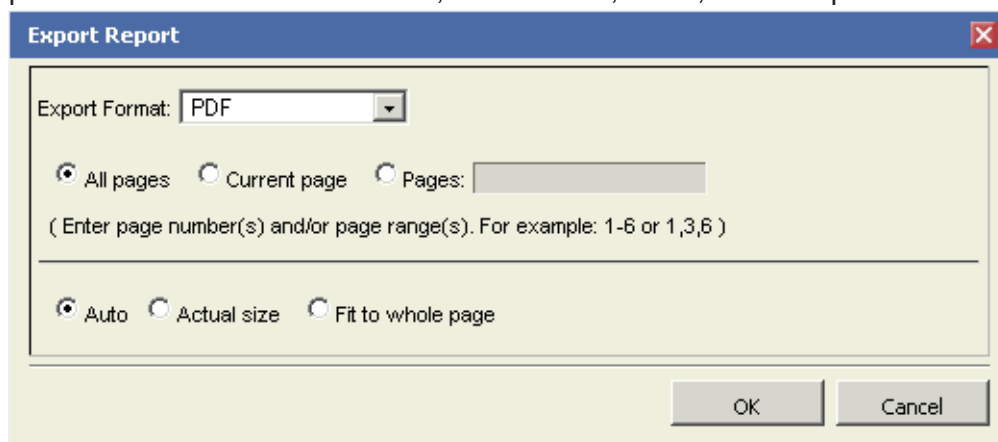 Export Report
Export Format: PDF
All pages Current page Pages:
( Enter page number(s) and/or page range(s). For example: 1-6 or 1,3,6 )
Auto Actual size Fit to whole page
OK Cancel